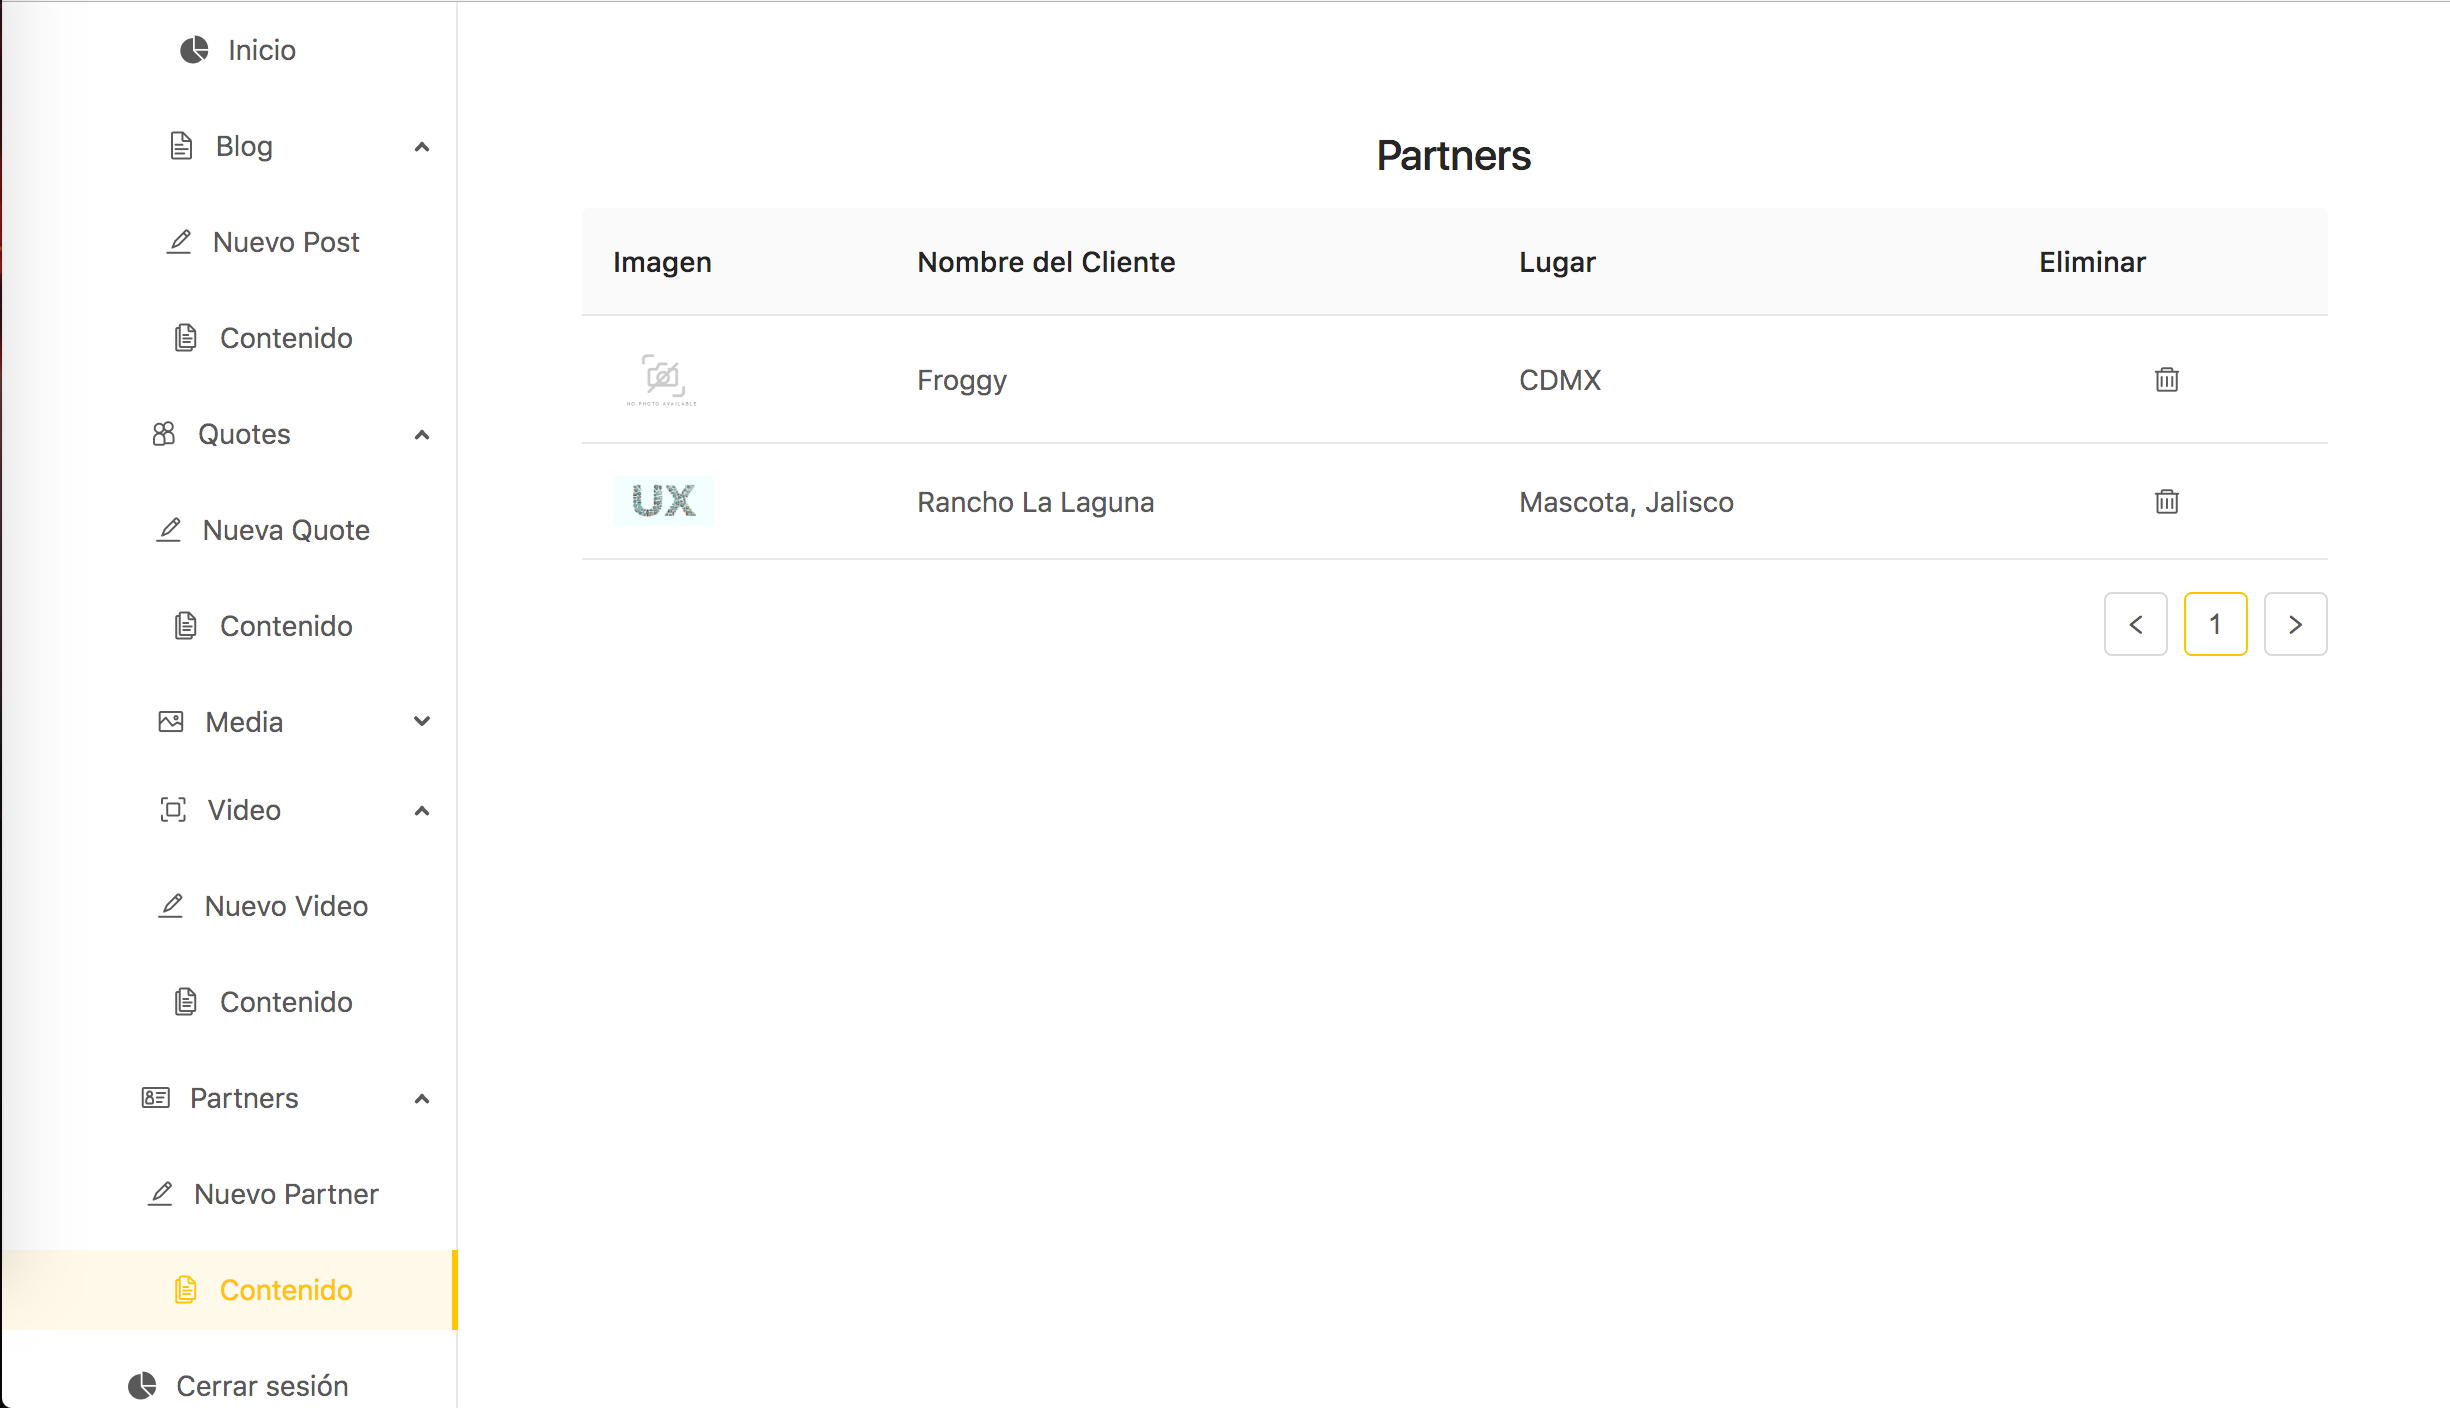 Inicio
Blog
Nuevo Post
Contenido
Quotes
Nueva Quote
Contenido
Media
Video
Nuevo Video
Contenido
Partners
Nuevo Partner
Contenido
Cerrar sesión
Partners
Imagen Nombre del Cliente Lugar Eliminar
NO PHOTO AVAILABLE Froggy CDMX
UX Rancho La Laguna Mascota, Jalisco
< 1 >